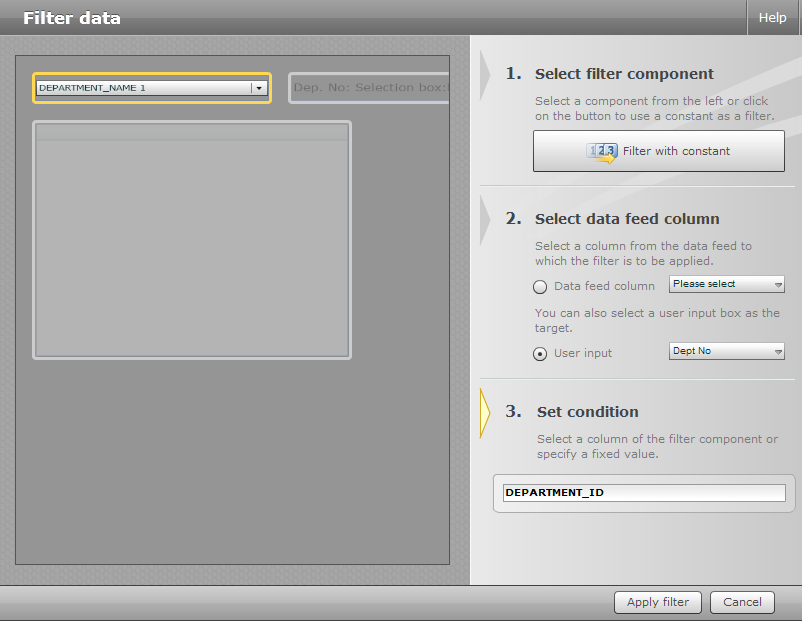 Filter data
Help
DEPARTMENT_NAME 1
Dep. No: Selection box:
1. Select filter component
Select a component from the left or click
on the button to use a constant as a filter.
123 Filter with constant
2. Select data feed column
Select a column from the data feed to
which the filter is to be applied.
Data feed column
Please select
You can also select a user input box as the
target.
User input
Dept No
3. Set condition
Select a column of the filter component or
specify a fixed value.
DEPARTMENT_ID
Apply filter
Cancel